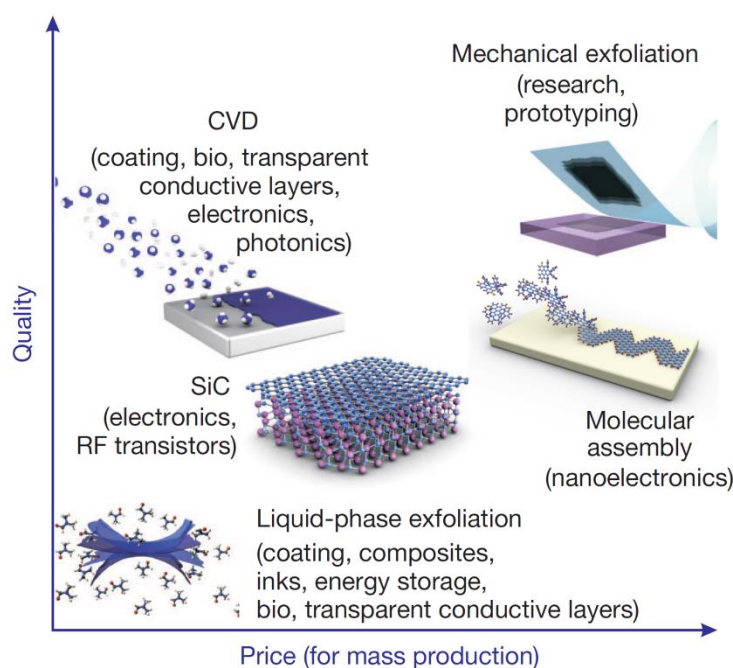 Mechanical exfoliation
(research,
prototyping)
CVD
(coating, bio, transparent
conductive layers,
electronics,
photonics)
Quality
SiC
(electronics,
RF transistors)
Molecular
assembly
(nanoelectronics)
Liquid-phase exfoliation
(coating, composites,
inks, energy storage,
bio, transparent conductive layers)
Price (for mass production)